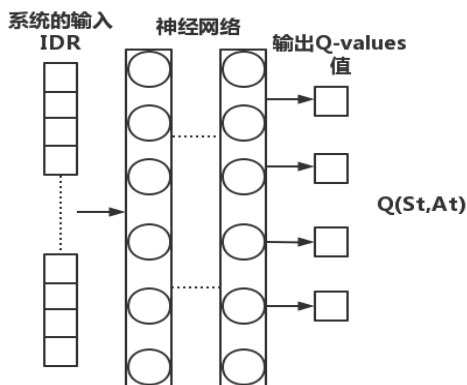 系统的输入
IDR
神经网络
输出Q-values
值
Q(St,At)